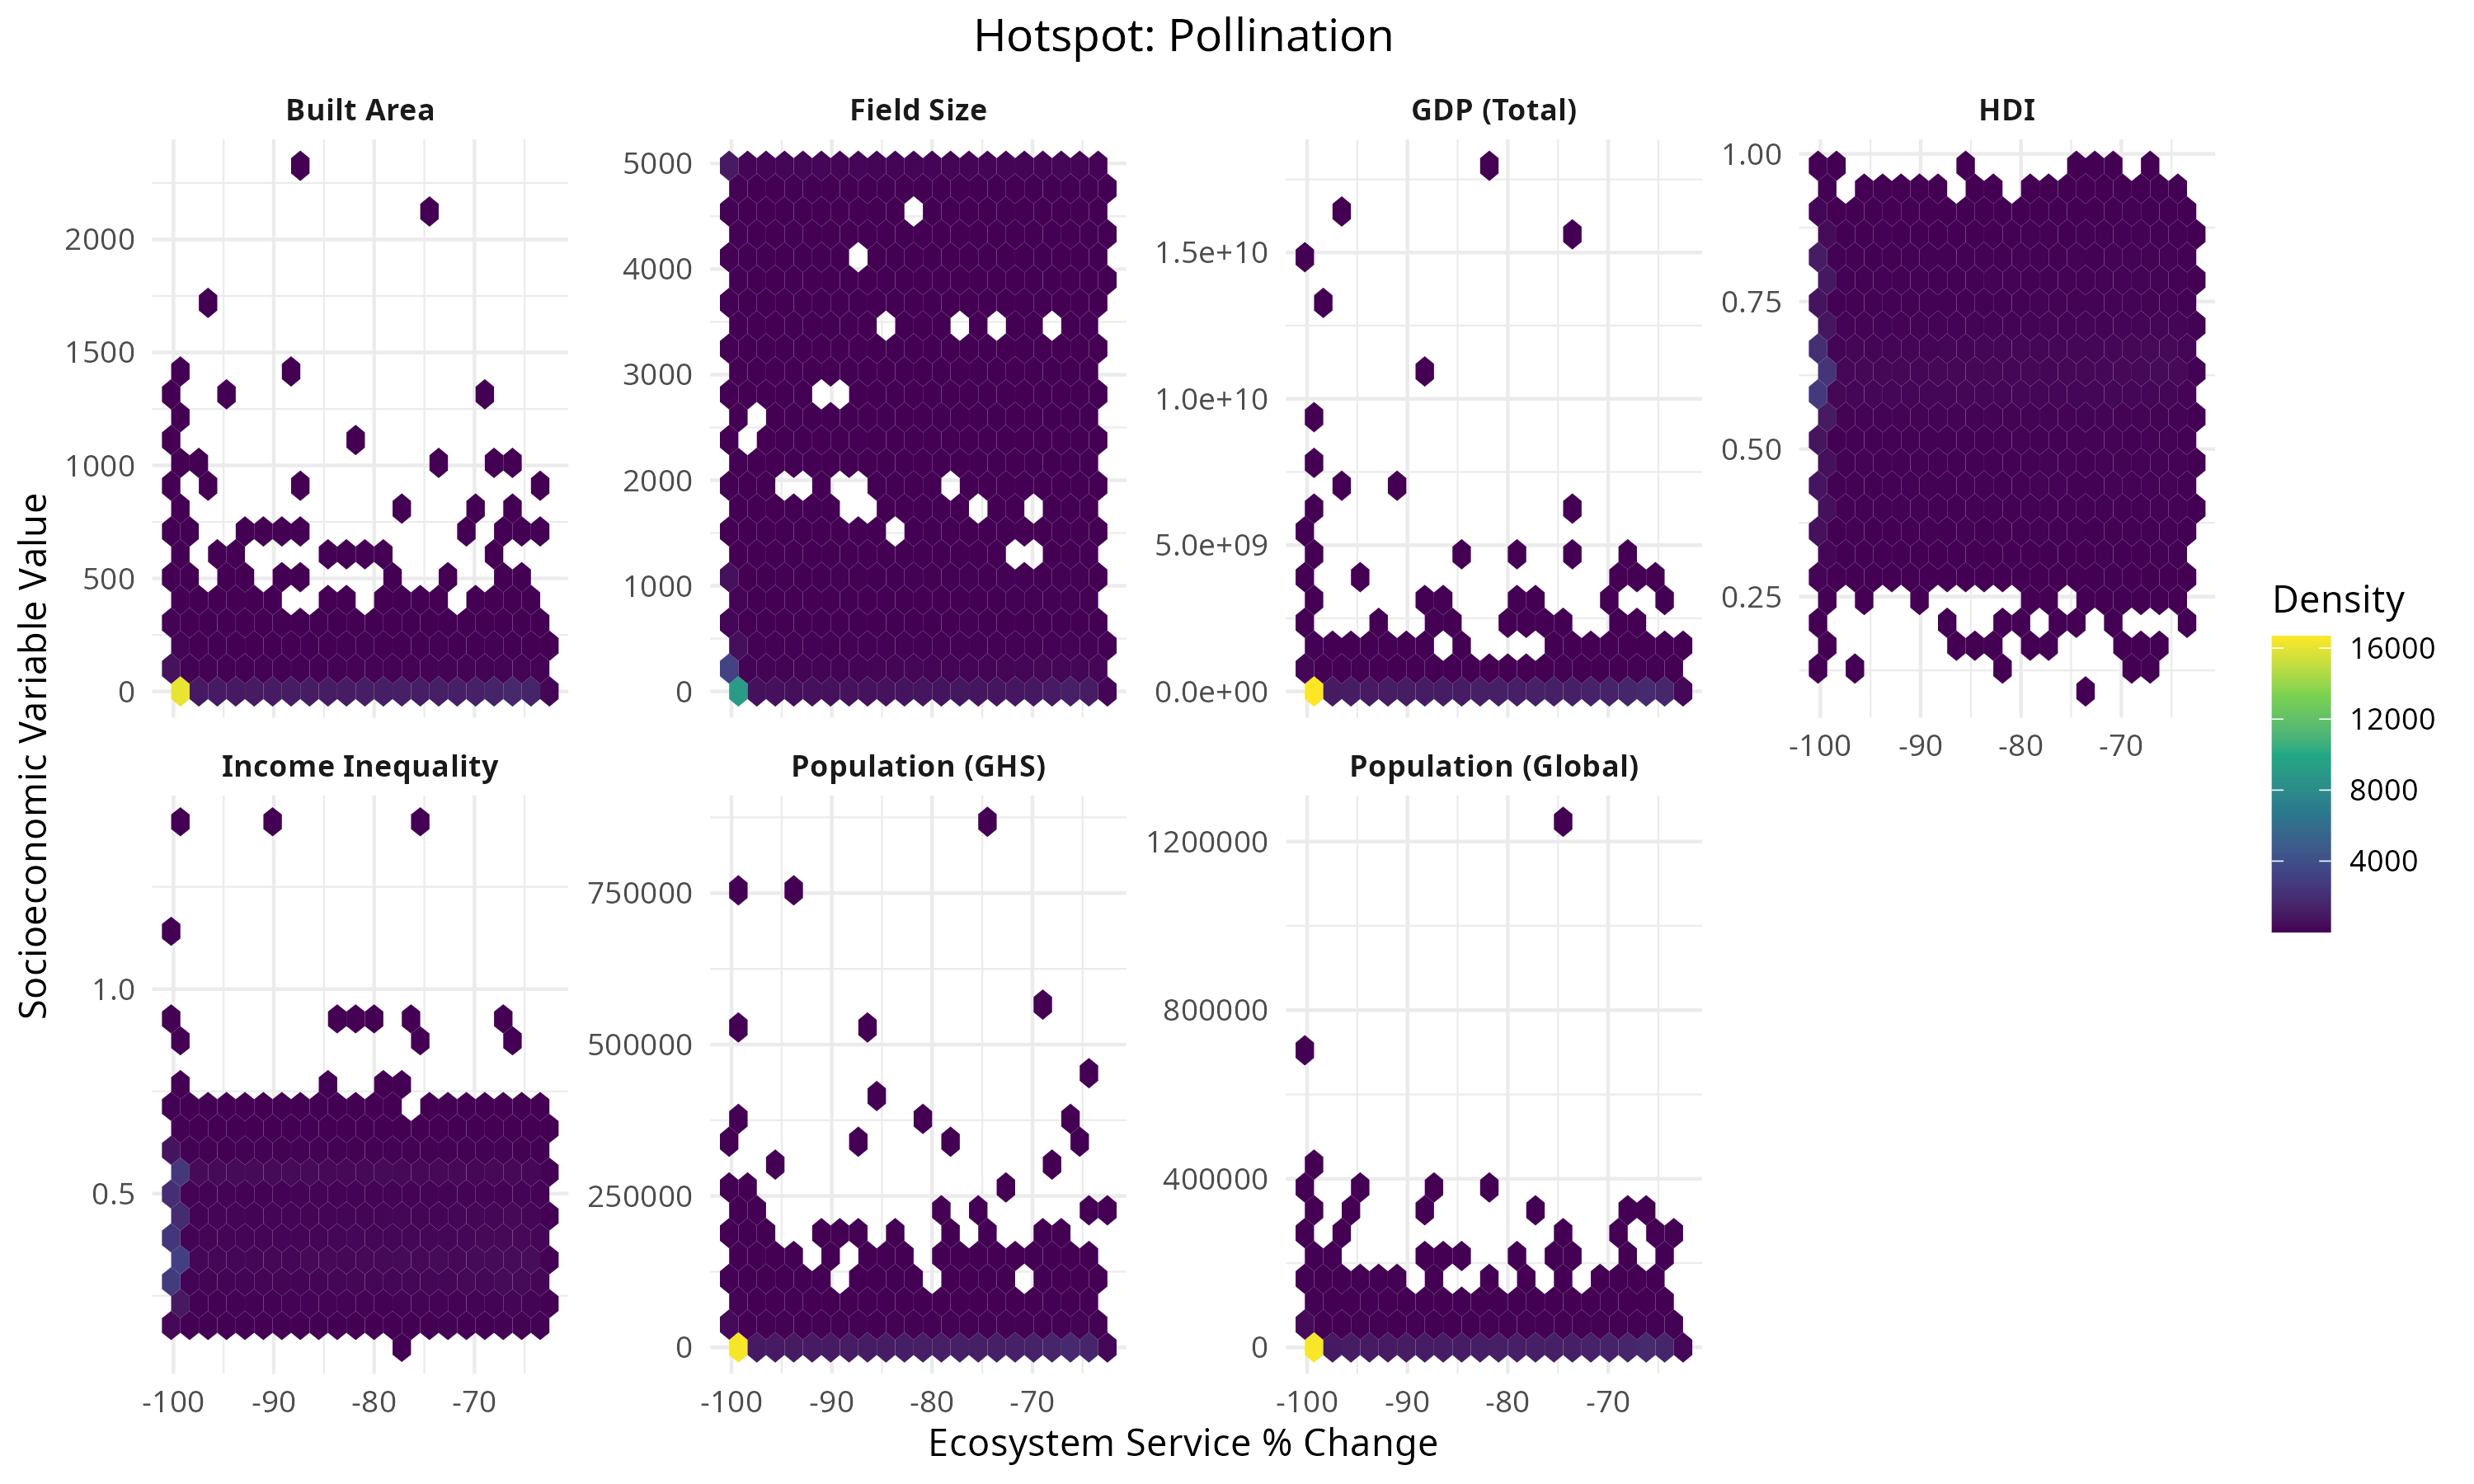 Hotspot: Pollination
Built Area
Field Size
GDP (Total)
HDI
Socioeconomic Variable Value
2000
1500
1000
500
0
5000
4000
3000
2000
1000
0
1.5e+10
1.0e+10
5.0e+09
0.0e+00
1.00
0.75
0.50
0.25
-100 -90 -80 -70
Income Inequality
Population (GHS)
Population (Global)
1.0
0.5
750000
500000
250000
0
1200000
800000
400000
0
-100 -90 -80 -70
-100 -90 -80 -70
-100 -90 -80 -70
Ecosystem Service % Change
Density
16000
12000
8000
4000